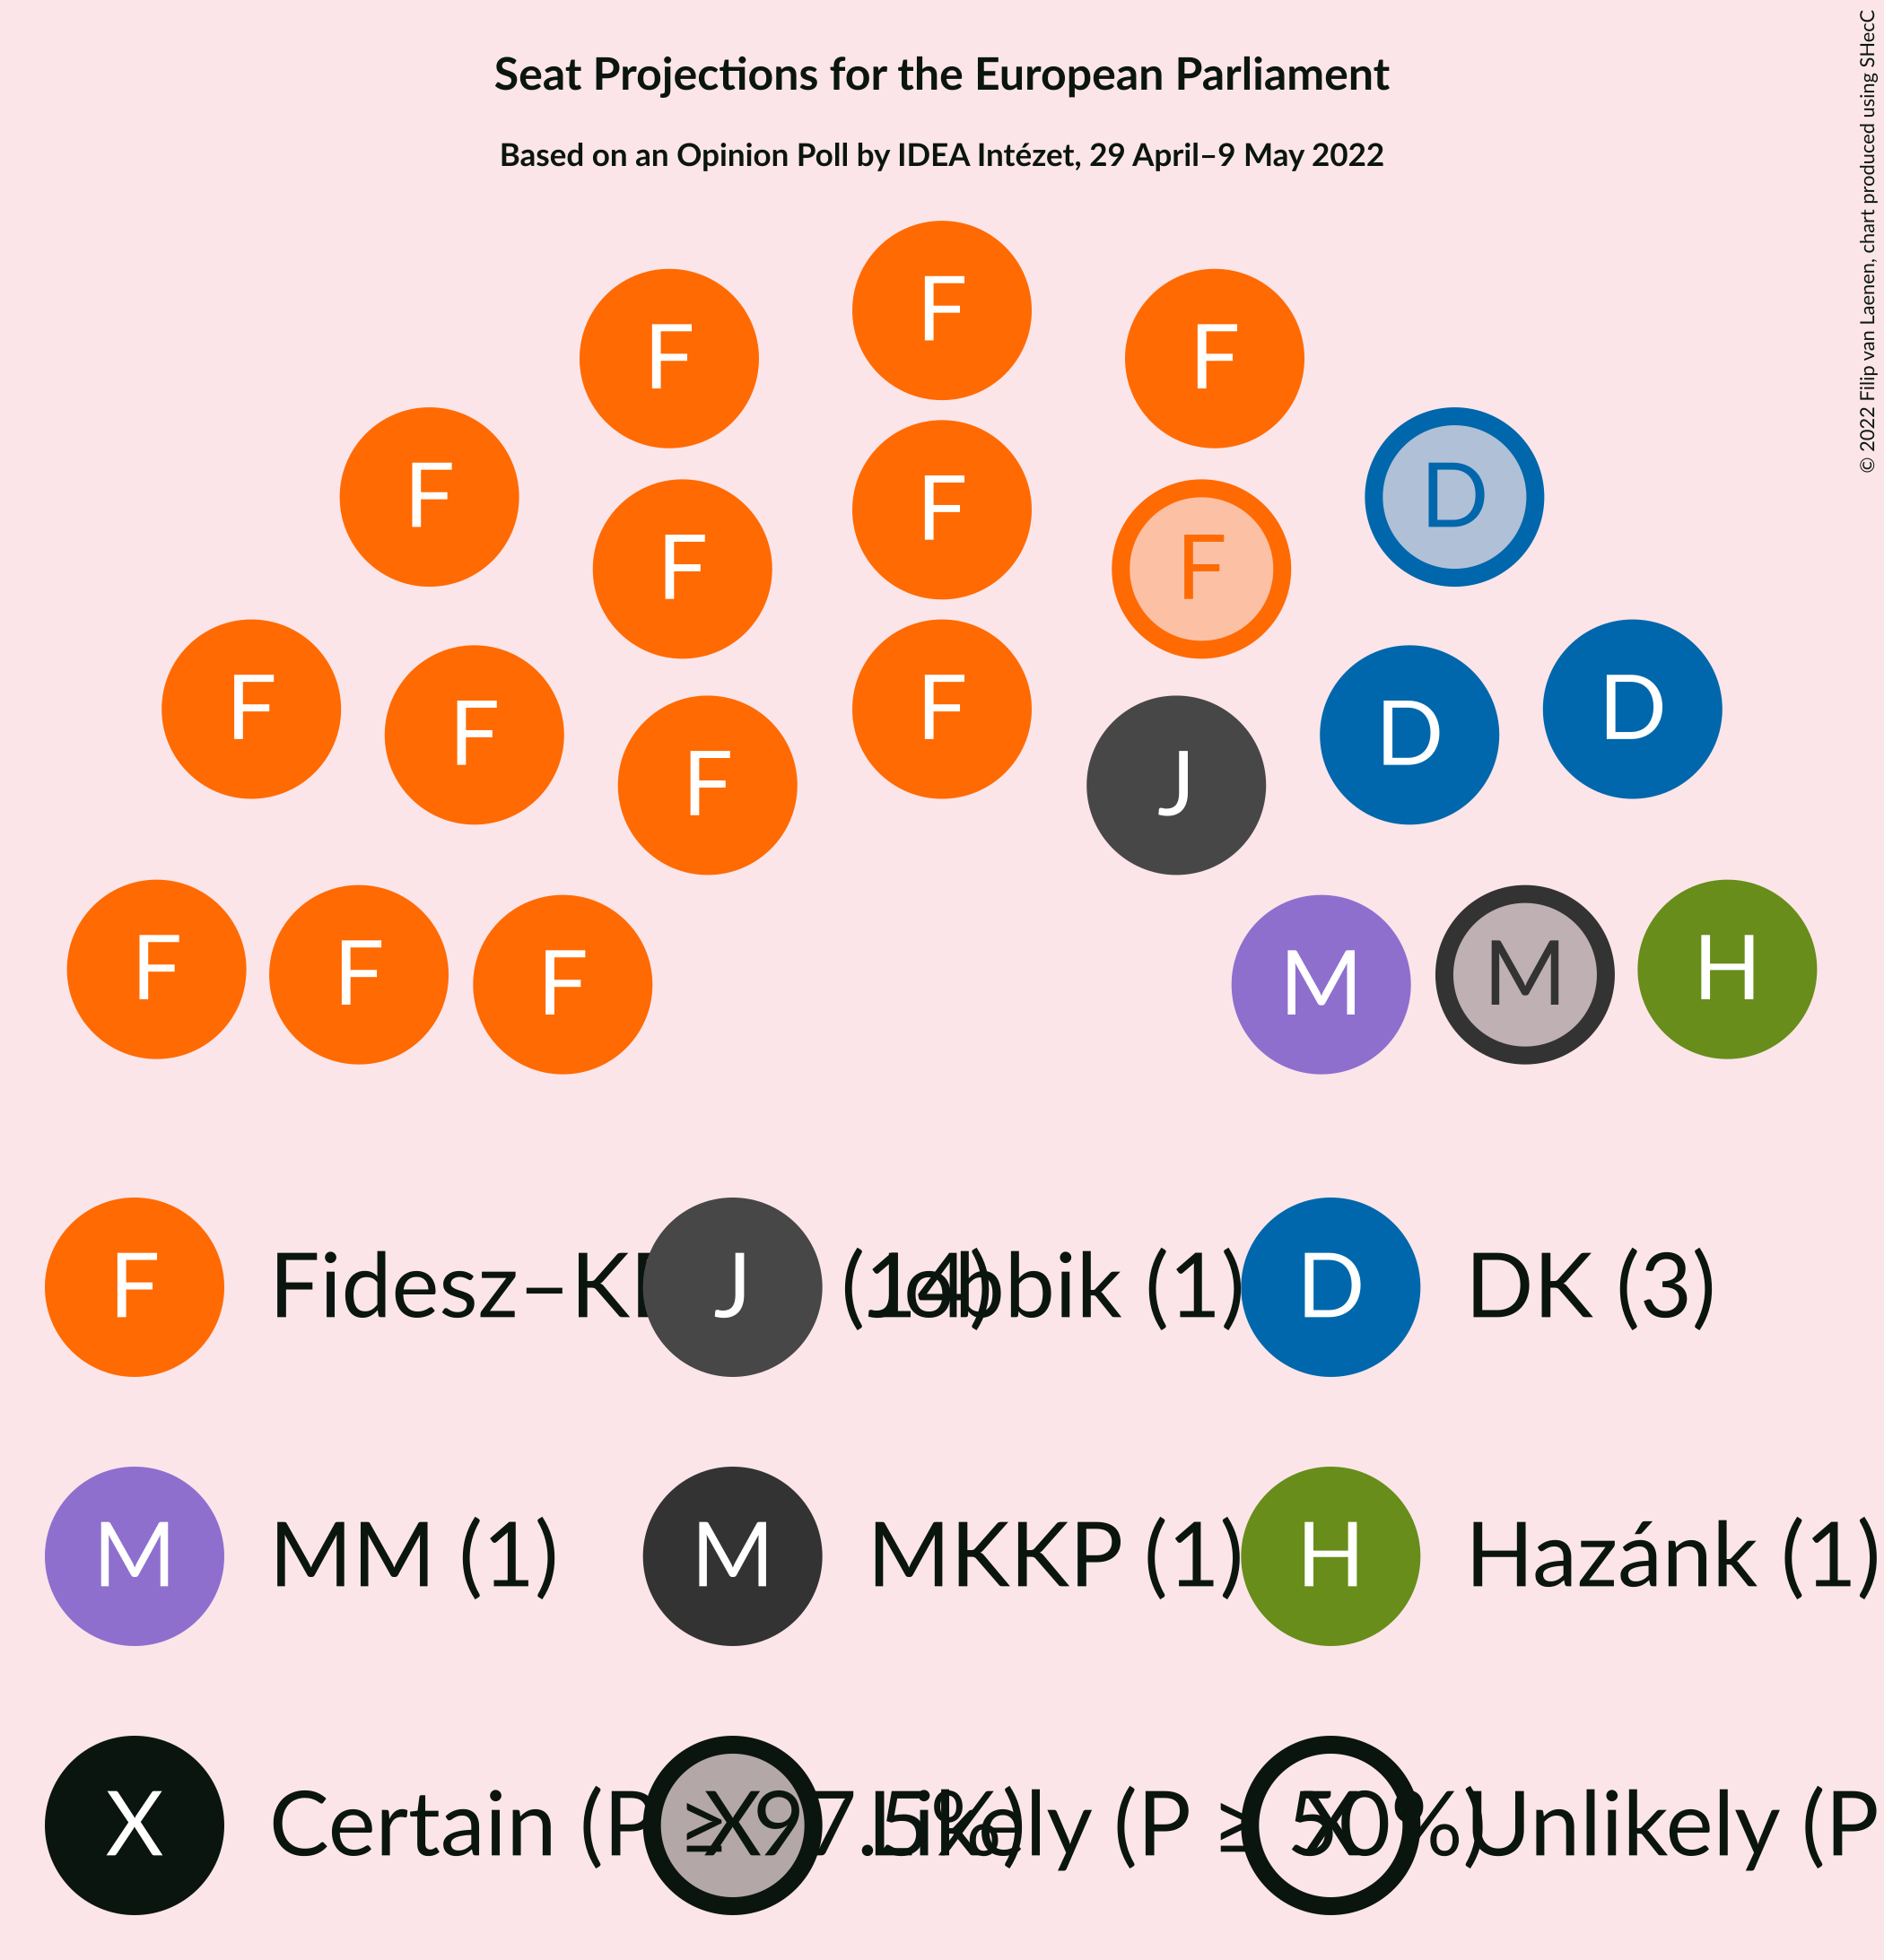 Seat Projections for the European Parliament
Based on an Opinion Poll by IDEA Intézet, 29 April–9 May 2022
© 2022 Filip van Laenen, chart produced using SHecC
F
F F
F D
F
F F
F D
F F
F D
F J
F F F M M H
F Fidesz–K (14) J Jobbik (1) D DK (3)
M MM (1) M MKKP (1) H Hazánk (1)
X Certain (P ≥ 97.5%) X Likely (P ≥ 50%) X Unlikely (P